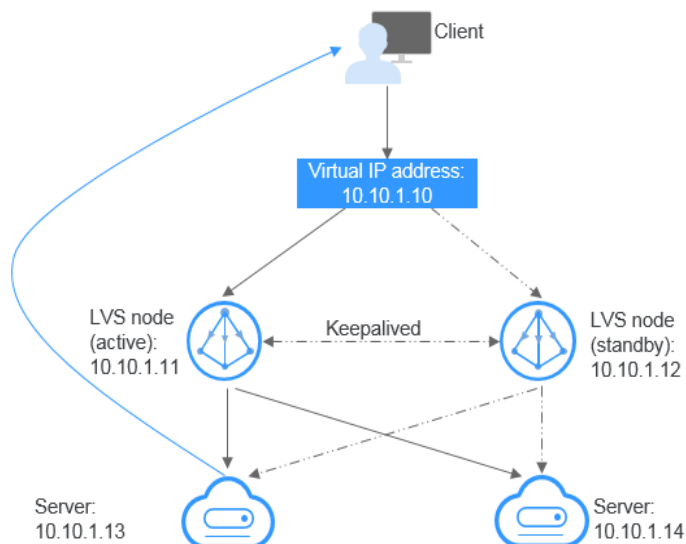 Client
Virtual IP address:
10.10.1.10
LVS node
(active):
10.10.1.11
Keepalived
LVS node
(standby):
10.10.1.12
Server:
10.10.1.13
Server:
10.10.1.14